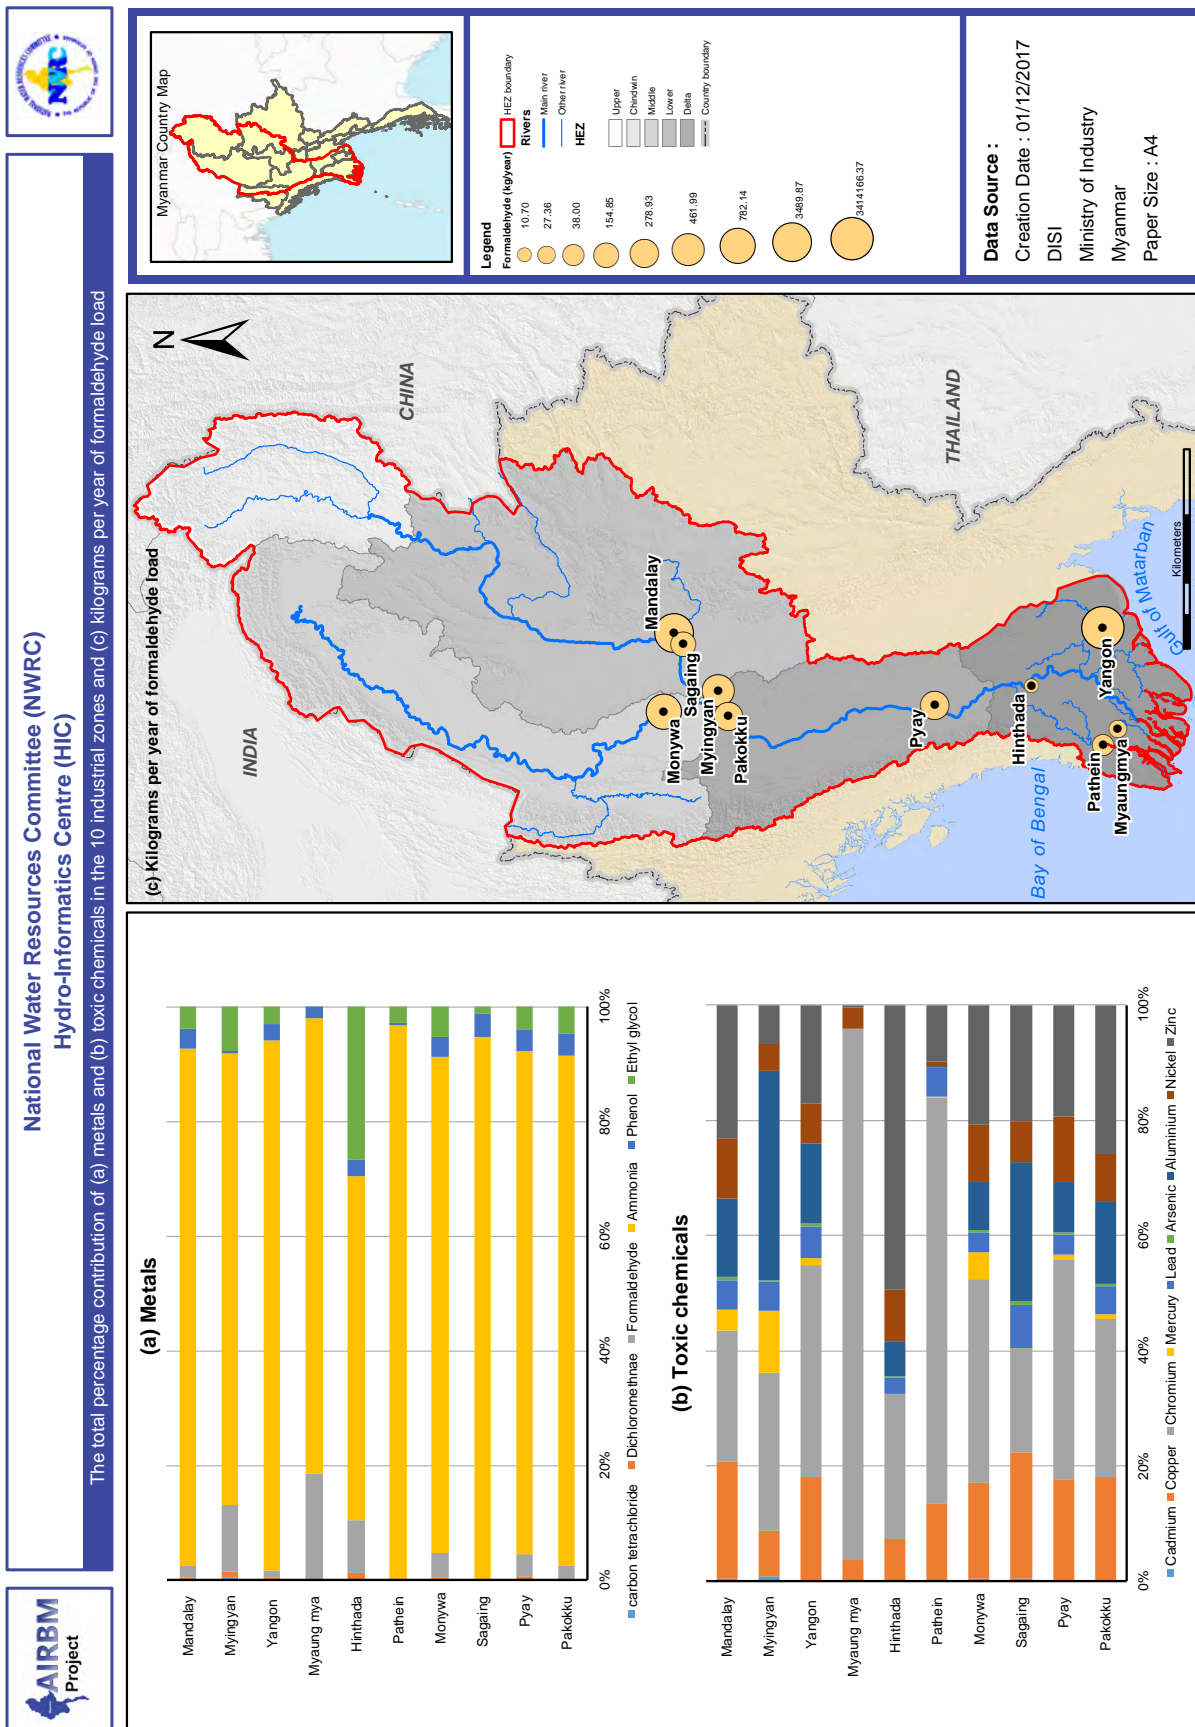 AIRBM
Project
National Water Resources Committee (NWRC)
Hydro-Informatics Centre (HIC)
NWRC
The total percentage contribution of (a) metals and (b) toxic chemicals in the 10 industrial zones and (c) kilograms per year of formaldehyde load
(a) Metals
Mandalay
Myingyan
Yangon
Myaung mya
Hinthada
Pathein
Monywa
Sagaing
Pyay
Pakokku
0%
20%
40%
60%
80%
100%
carbon tetrachloride
Dichloromethnae
Formaldehyde
Ammonia
Phenol
Ethyl glycol
(b) Toxic chemicals
Mandalay
Myingyan
Yangon
Myaung mya
Hinthada
Pathein
Monywa
Sagaing
Pyay
Pakokku
0%
20%
40%
60%
80%
100%
Cadmium
Copper
Chromium
Mercury
Lead
Arsenic
Aluminium
Nickel
Zinc
(c) Kilograms per year of formaldehyde load
N
INDIA
CHINA
THAILAND
Mandalay
Sagaing
Monywa
Myingyan
Pakokku
Pyay
Hinthada
Yangon
Pathein
Myaungmya
Bay of Bengal
Gulf of Matarban
Kilometers
Myanmar Country Map
Legend
Formaldehyde (kg/year)
10.70
27.36
38.00
154.85
278.93
461.99
782.14
3489.87
3414166.37
HEZ boundary
Rivers
Main river
Other river
HEZ
Upper
Chindwin
Middle
Lower
Delta
Country boundary
Data Source :
Creation Date : 01/12/2017
DISI
Ministry of Industry
Myanmar
Paper Size : A4